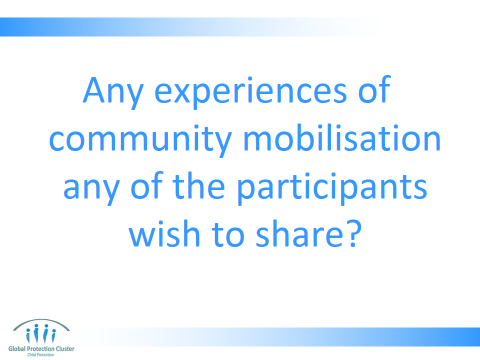 Any experiences of
community mobilisation
any of the participants
wish to share?
Global Protection Cluster
Child Protection